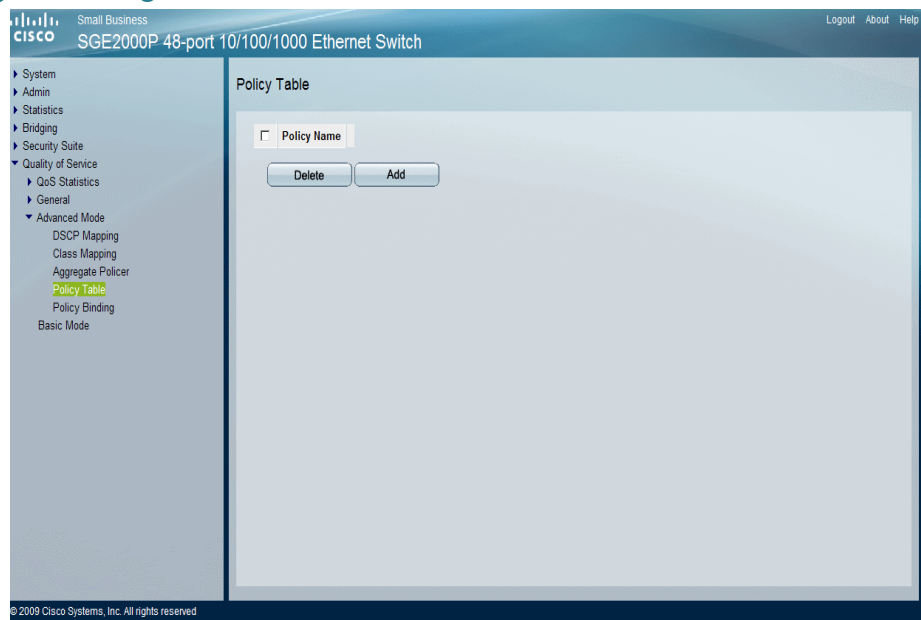 Small Business
CISCO SGE2000P 48-port 10/100/1000 Ethernet Switch
Logout About Help
System
Admin
Statistics
Bridging
Security Suite
Quality of Service
QoS Statistics
General
Advanced Mode
DSCP Mapping
Class Mapping
Aggregate Policer
Policy Table
Policy Binding
Basic Mode
Policy Table
Policy Name
Delete Add
© 2009 Cisco Systems, Inc. All rights reserved